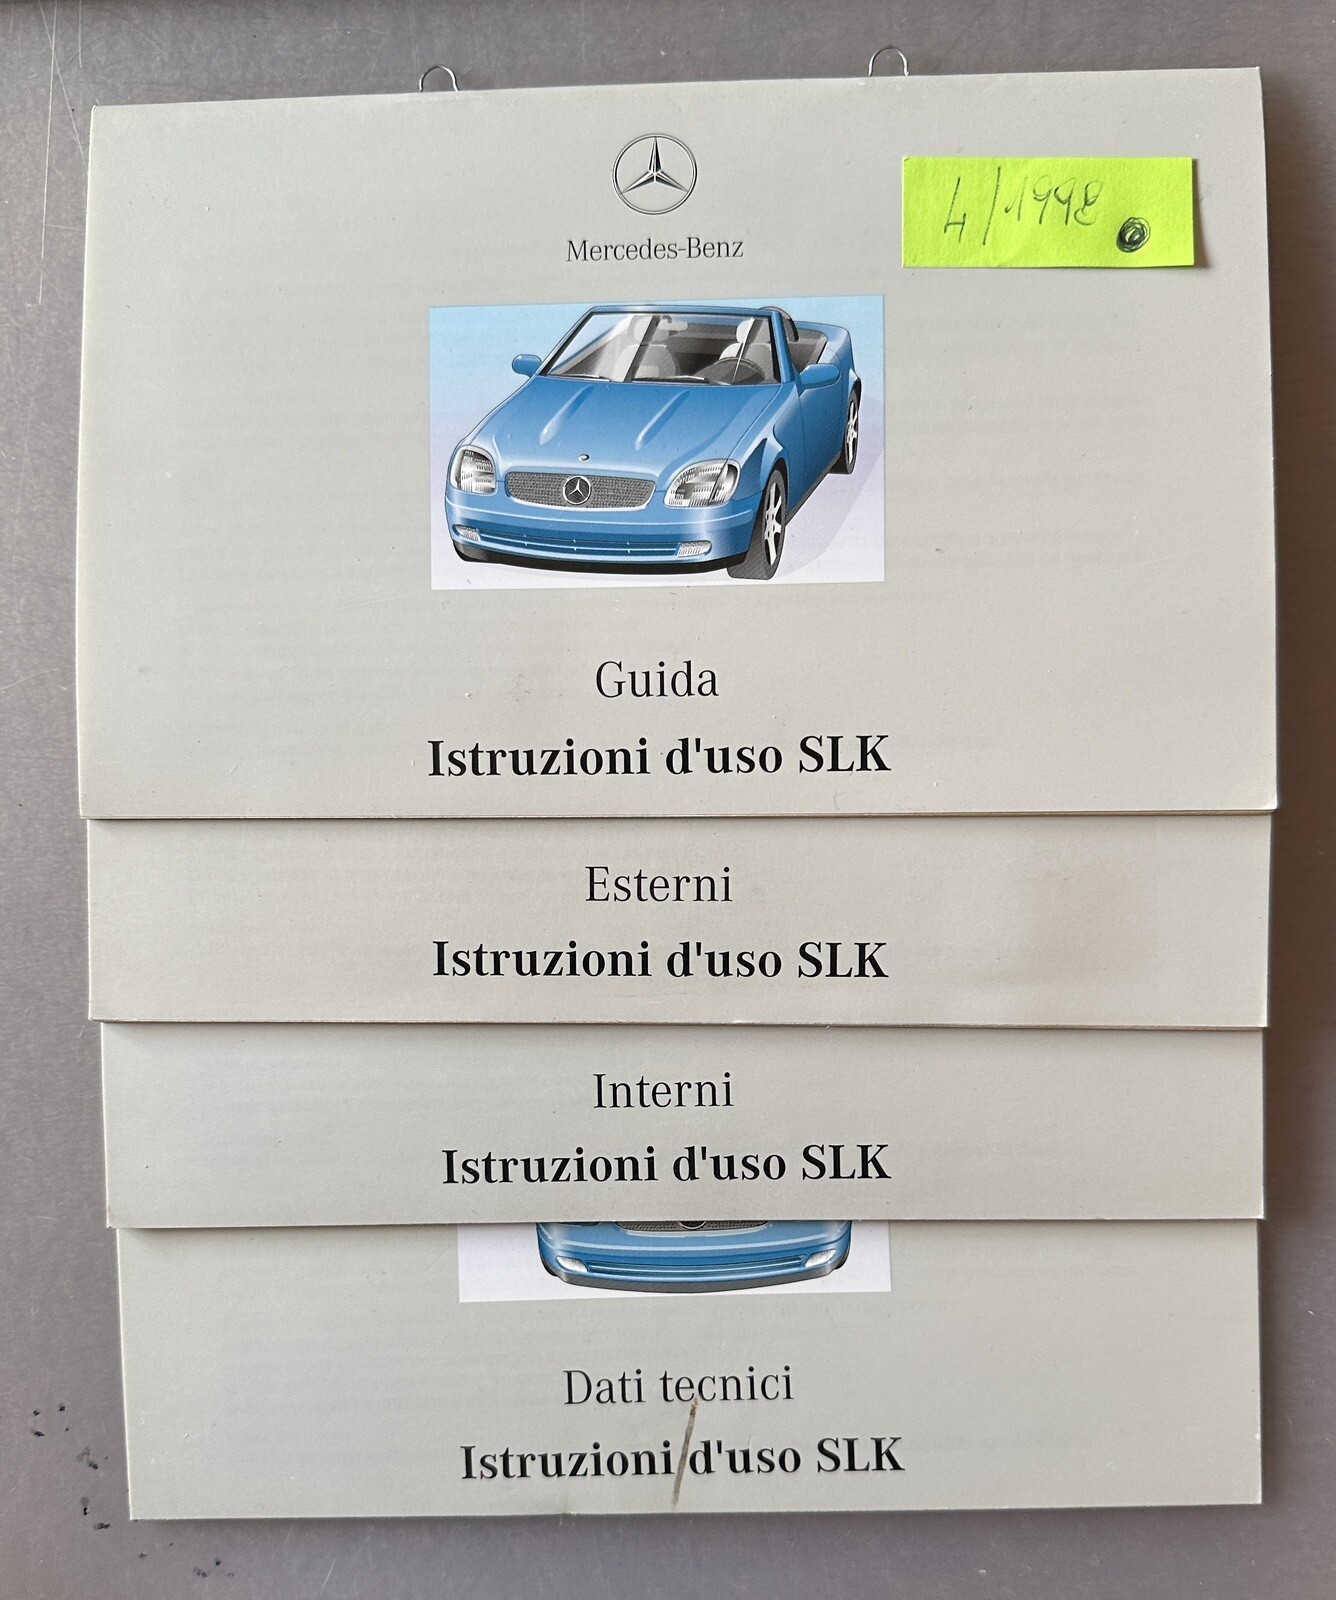 Mercedes-Benz
4/1998
Guida
Istruzioni d'uso SLK
Esterni
Istruzioni d'uso SLK
Interni
Istruzioni d'uso SLK
Dati tecnici
Istruzioni d'uso SLK